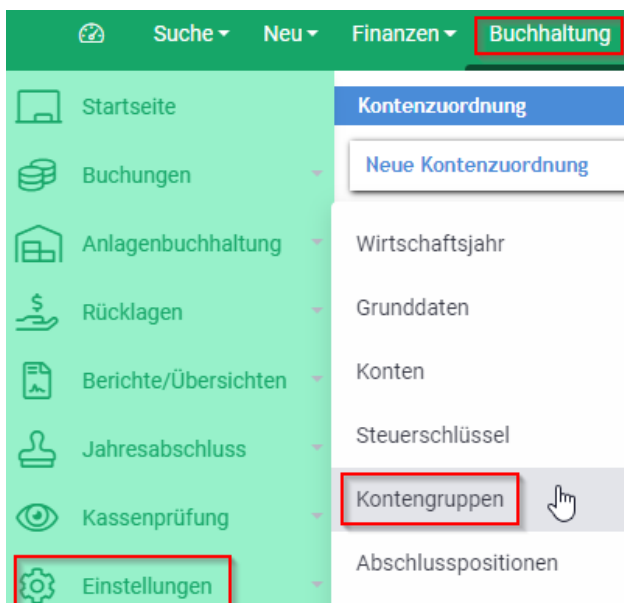 Suche Neu Finanzen Buchhaltung
Startseite
Kontenzuordnung
Buchungen
Neue Kontenzuordnung
Anlagenbuchhaltung
Wirtschaftsjahr
Rücklagen
Grunddaten
Berichte/Übersichten
Konten
Jahresabschluss
Steuerschlüssel
Kassenprüfung
Kontengruppen
Einstellungen
Abschlusspositionen